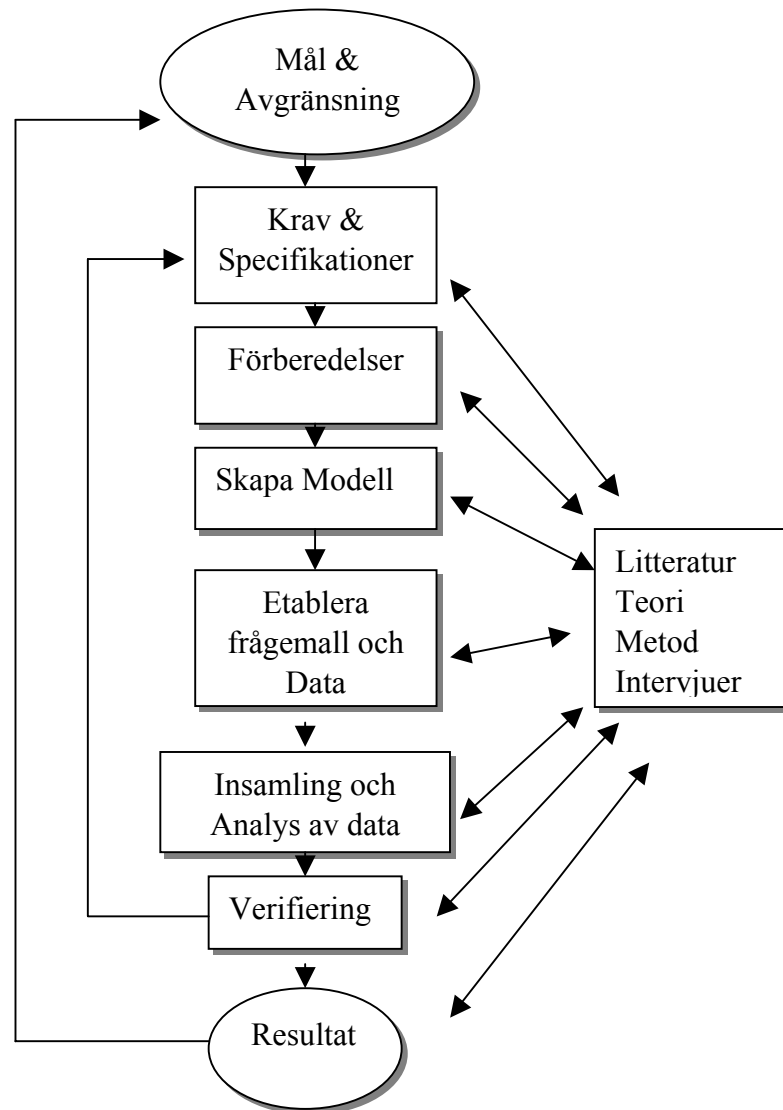 Mål &
Avgränsning
Krav &
Specifikationer
Förberedelser
Skapa Modell
Etablera
frågemall och
Data
Litteratur
Teori
Metod
Intervjuer
Insamling och
Analys av data
Verifiering
Resultat